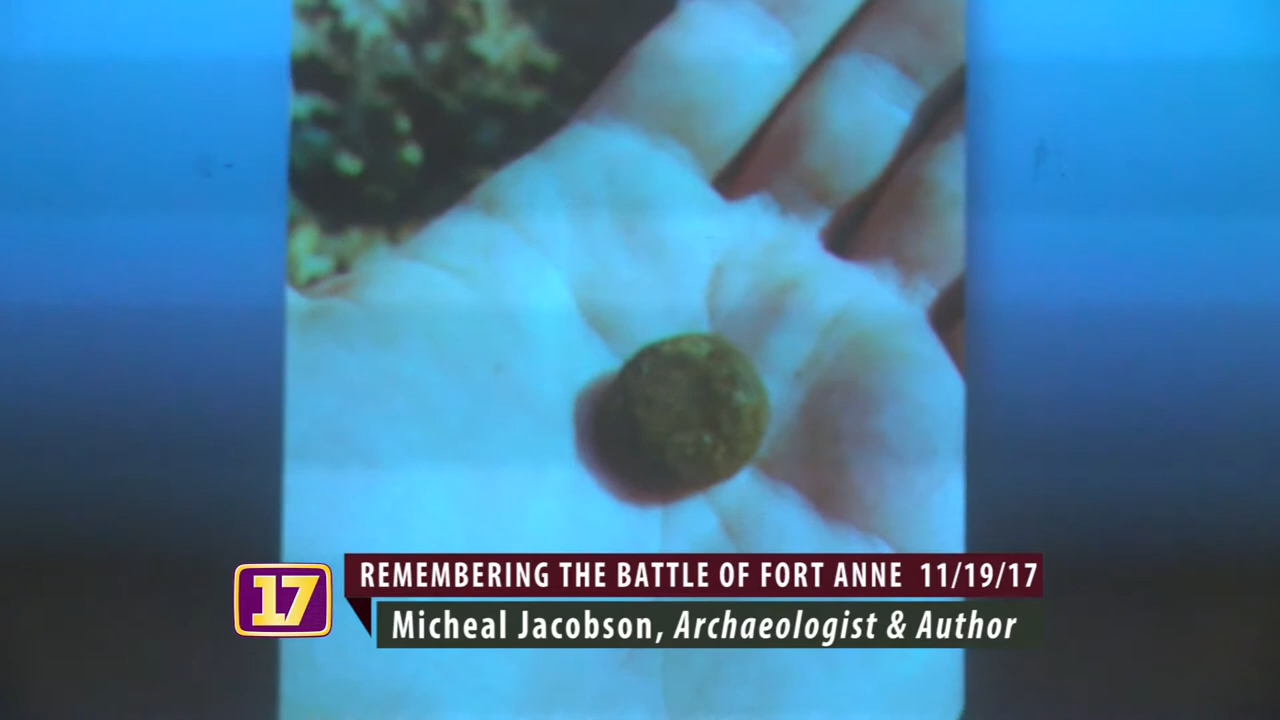 17
REMEMBERING THE BATTLE OF FORT ANNE 11/19/17
Micheal Jacobson, Archaeologist & Author